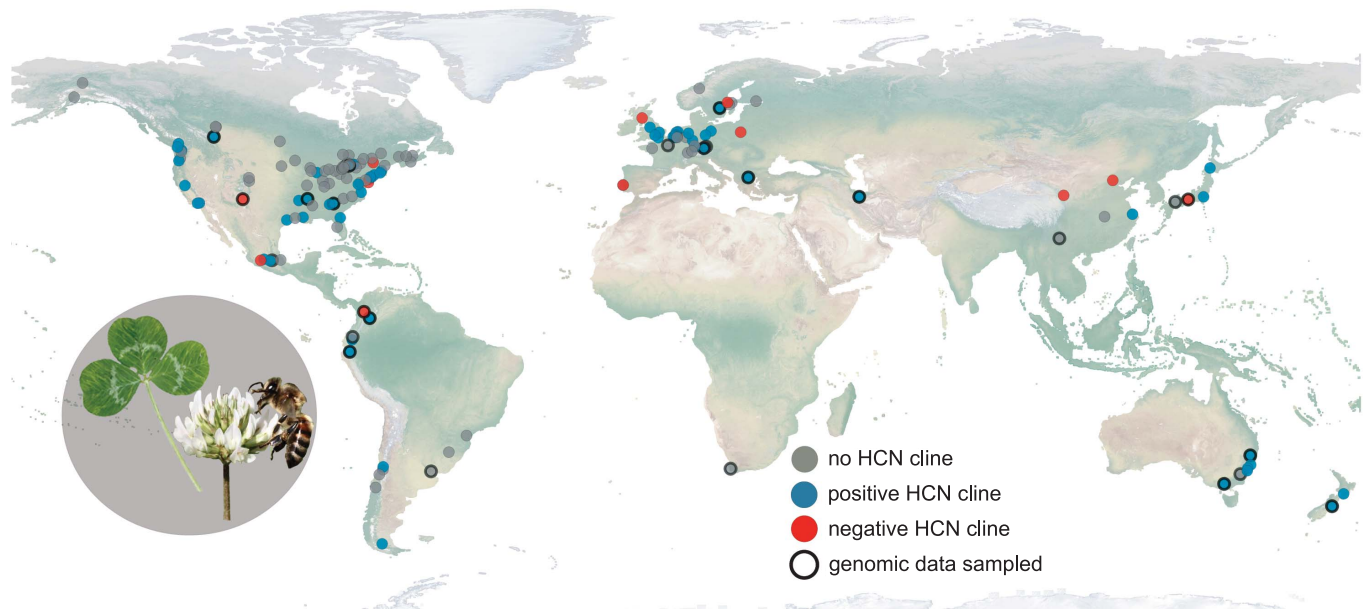 no HCN cline
positive HCN cline
negative HCN cline
genomic data sampled